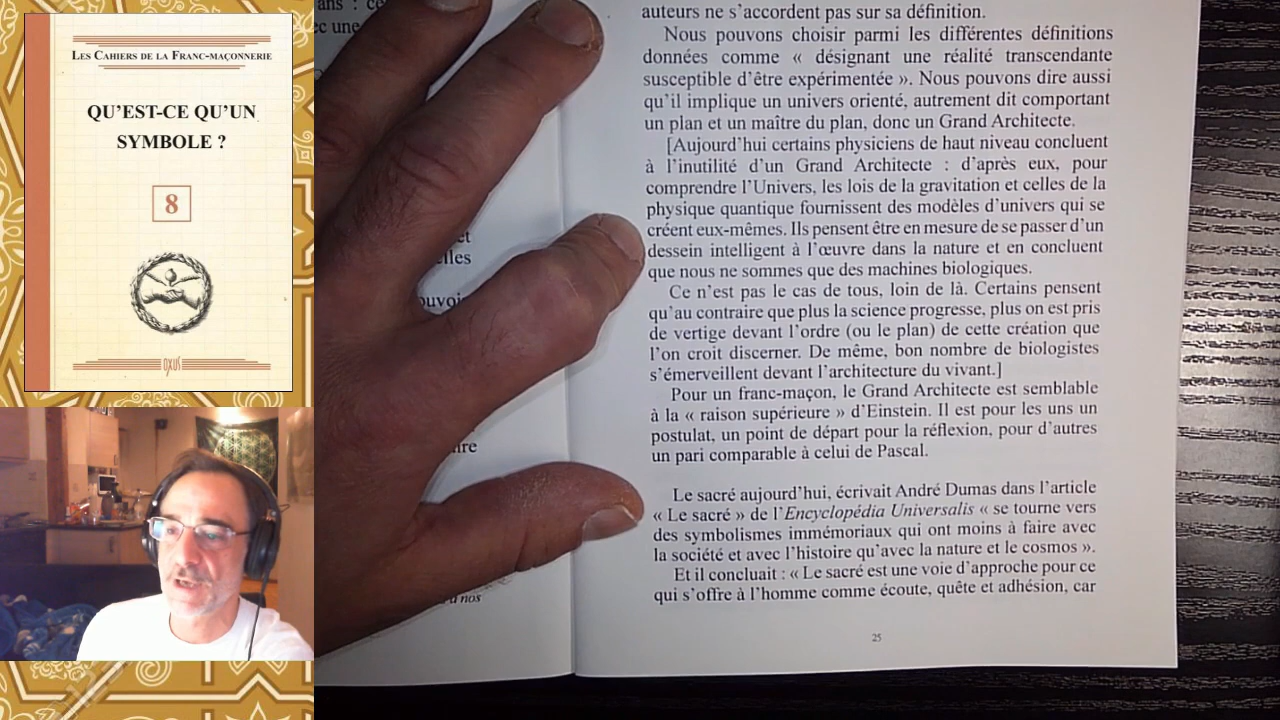 Les Cahiers de la Franc-maçonnerie
QU'EST-CE QU'UN
SYMBOLE ?
8
OXUS
ans : ce
ec une
et
elles
ouvoir
ire
à nos
auteurs ne s'accordent pas sur sa définition.
Nous pouvons choisir parmi les différentes définitions
données comme « désignant une réalité transcendante
susceptible d'être expérimentée ». Nous pouvons dire aussi
qu'il implique un univers orienté, autrement dit comportant
un plan et un maître du plan, donc un Grand Architecte.
[Aujourd'hui certains physiciens de haut niveau concluent
à l'inutilité d'un Grand Architecte : d'après eux, pour
comprendre l'Univers, les lois de la gravitation et celles de la
physique quantique fournissent des modèles d'univers qui se
créent eux-mêmes. Ils pensent être en mesure de se passer d'un
dessein intelligent à l'œuvre dans la nature et en concluent
que nous ne sommes que des machines biologiques.
Ce n'est pas le cas de tous, loin de là. Certains pensent
qu'au contraire que plus la science progresse, plus on est pris
de vertige devant l'ordre (ou le plan) de cette création que
l'on croit discerner. De même, bon nombre de biologistes
s'émerveillent devant l'architecture du vivant.]
Pour un franc-maçon, le Grand Architecte est semblable
à la « raison supérieure » d'Einstein. Il est pour les uns un
postulat, un point de départ pour la réflexion, pour d'autres
un pari comparable à celui de Pascal.
Le sacré aujourd'hui, écrivait André Dumas dans l'article
« Le sacré » de l'Encyclopédia Universalis « se tourne vers
des symbolismes immémoriaux qui ont moins à faire avec
la société et avec l'histoire qu'avec la nature et le cosmos ».
Et il concluait : « Le sacré est une voie d'approche pour ce
qui s'offre à l'homme comme écoute, quête et adhésion, car
25